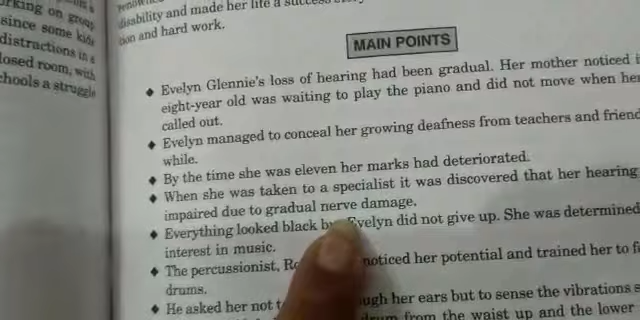 rking on group
since some kids
distractions in a
losed room, with
chools a struggle
disability and made her life a success
tion and hard work.
MAIN POINTS
Evelyn Glennie's loss of hearing had been gradual. Her mother noticed
eight-year old was waiting to play the piano and did not move when her
called out.
Evelyn managed to conceal her growing deafness from teachers and friend
while.
By the time she was eleven her marks had deteriorated.
When she was taken to a specialist it was discovered that her hearing
impaired due to gradual nerve damage.
Everything looked black Evelyn did not give up. She was determined
interest in music.
The percussionist, noticed her potential and trained her to
drums.
He asked her not ugh her ears but to sense the vibrations
drum from the waist up and the lower